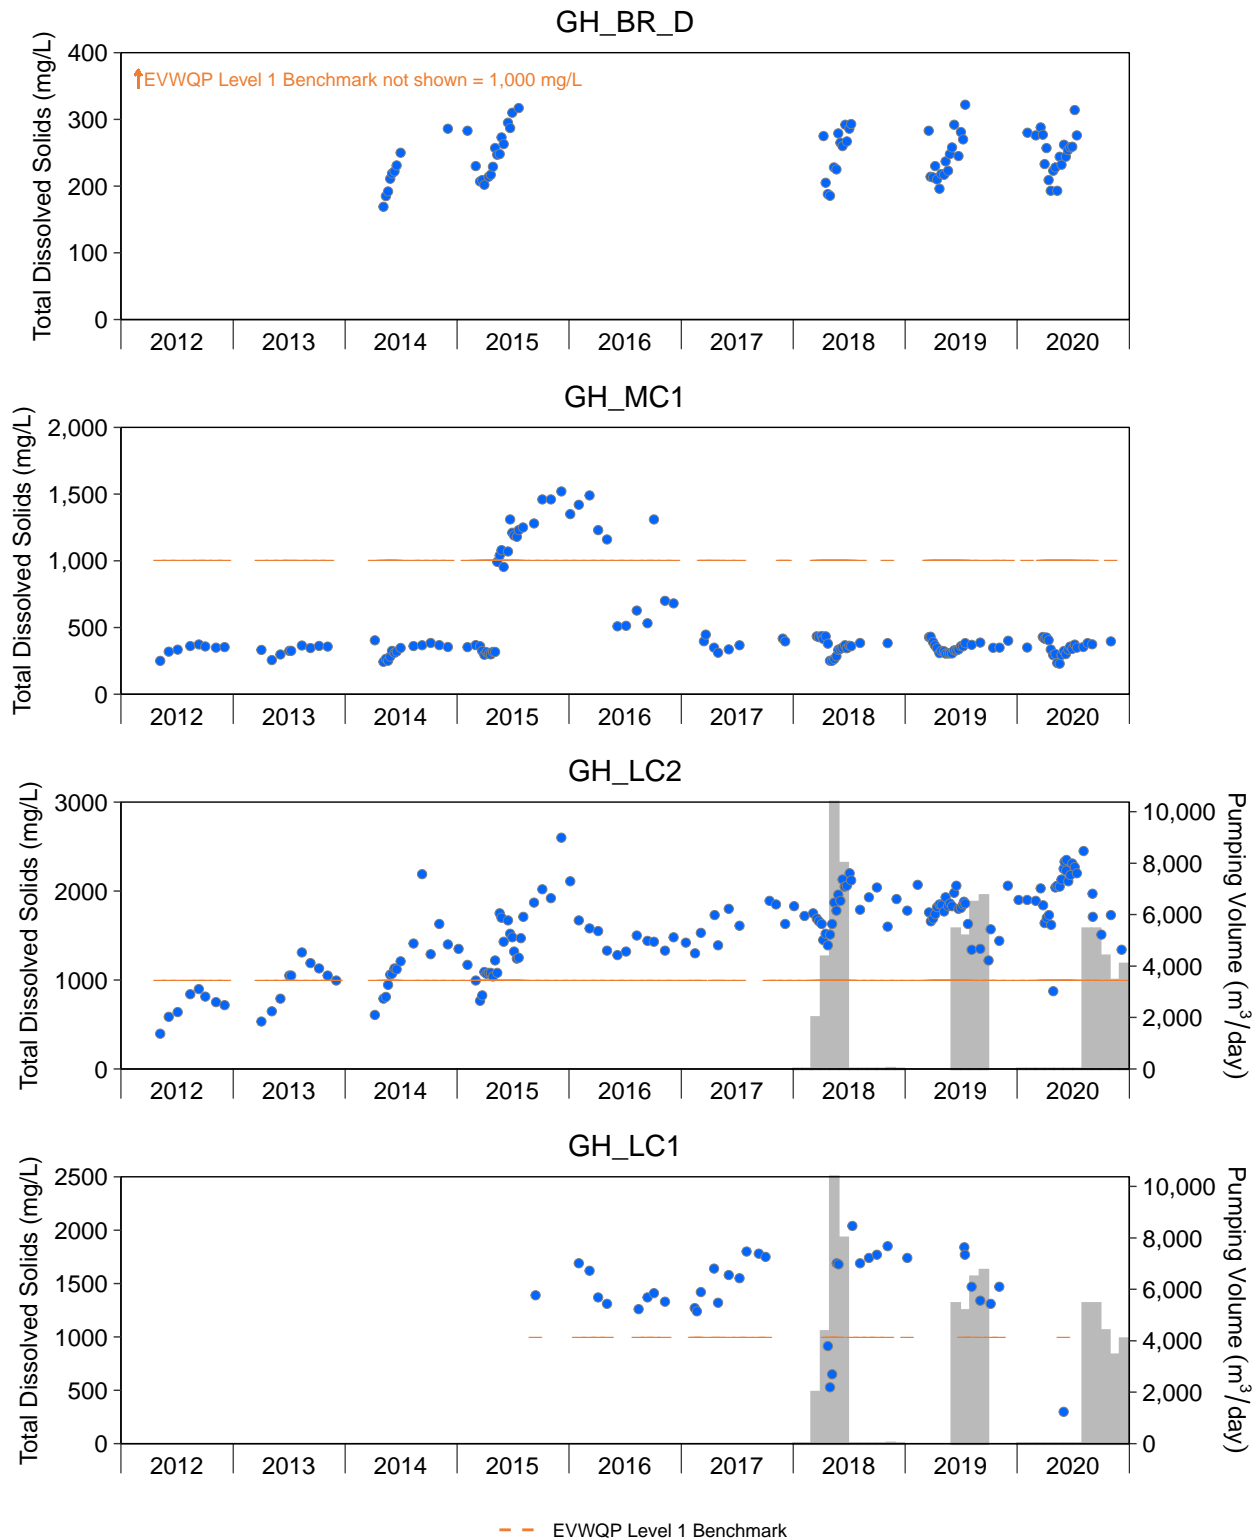 GH_BR_D
Total Dissolved Solids (mg/L)
400
300
200
100
0
EVWQP Level 1 Benchmark not shown = 1,000 mg/L
2012 2013 2014 2015 2016 2017 2018 2019 2020
GH_MC1
Total Dissolved Solids (mg/L)
2,000
1,500
1,000
500
0
2012 2013 2014 2015 2016 2017 2018 2019 2020
GH_LC2
Total Dissolved Solids (mg/L)
3000
2000
1000
0
10,000
8,000
6,000
4,000
2,000
0
Pumping Volume (m³/day)
2012 2013 2014 2015 2016 2017 2018 2019 2020
GH_LC1
Total Dissolved Solids (mg/L)
2500
2000
1500
1000
500
0
10,000
8,000
6,000
4,000
2,000
0
Pumping Volume (m³/day)
2012 2013 2014 2015 2016 2017 2018 2019 2020
EVWQP Level 1 Benchmark